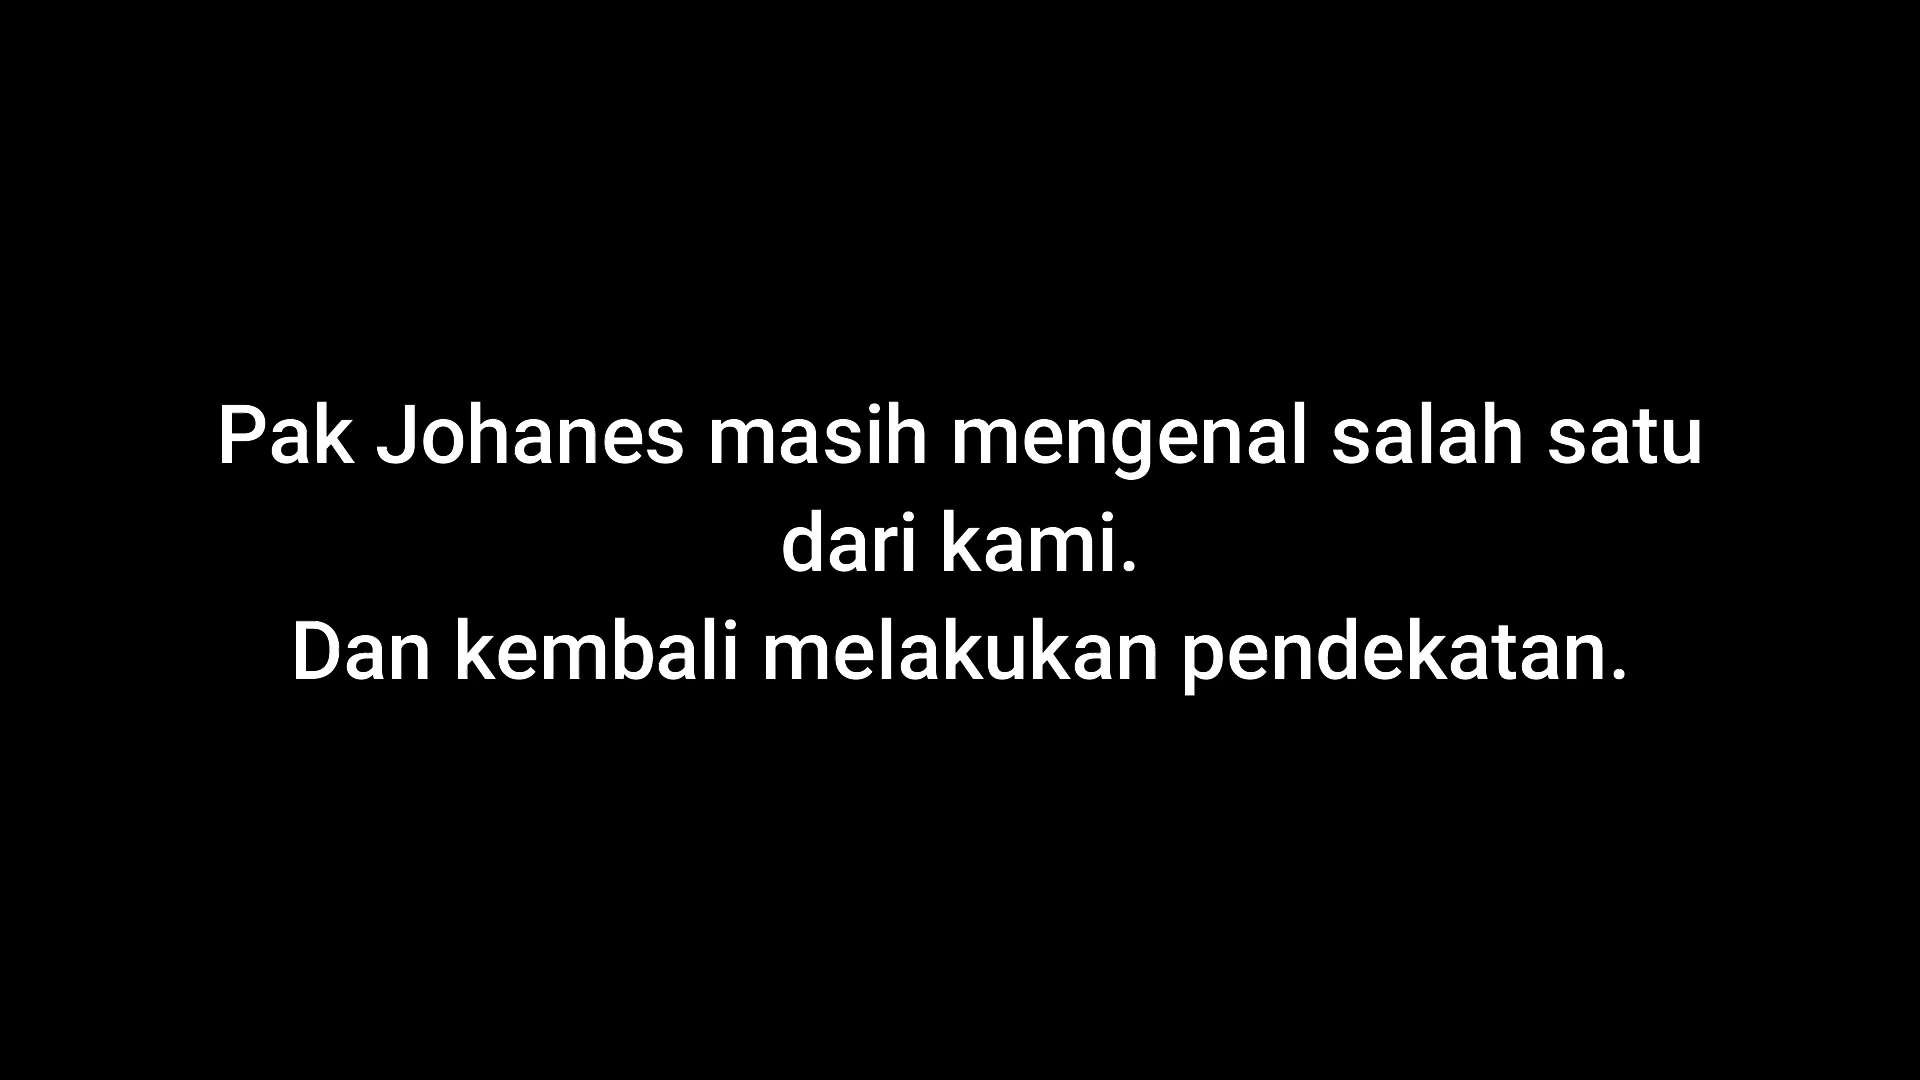 Pak Johanes masih mengenal salah satu
dari kami.
Dan kembali melakukan pendekatan.